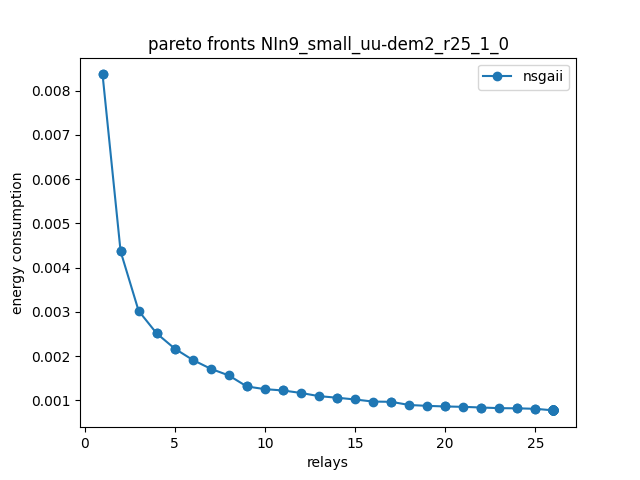 pareto fronts NIn9_small_uu-dem2_r25_1_0
nsgaii
energy consumption
0.008
0.007
0.006
0.005
0.004
0.003
0.002
0.001
0 5 10 15 20 25
relays